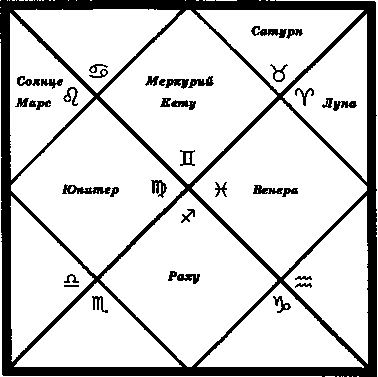 Сатурн
Солнце
Марс
♋
♌
Меркурий
Кету
♉
♈
Луна
♊
Юпитер
♍
♓
Венера
♐
Раху
♎
♏
♒
♑